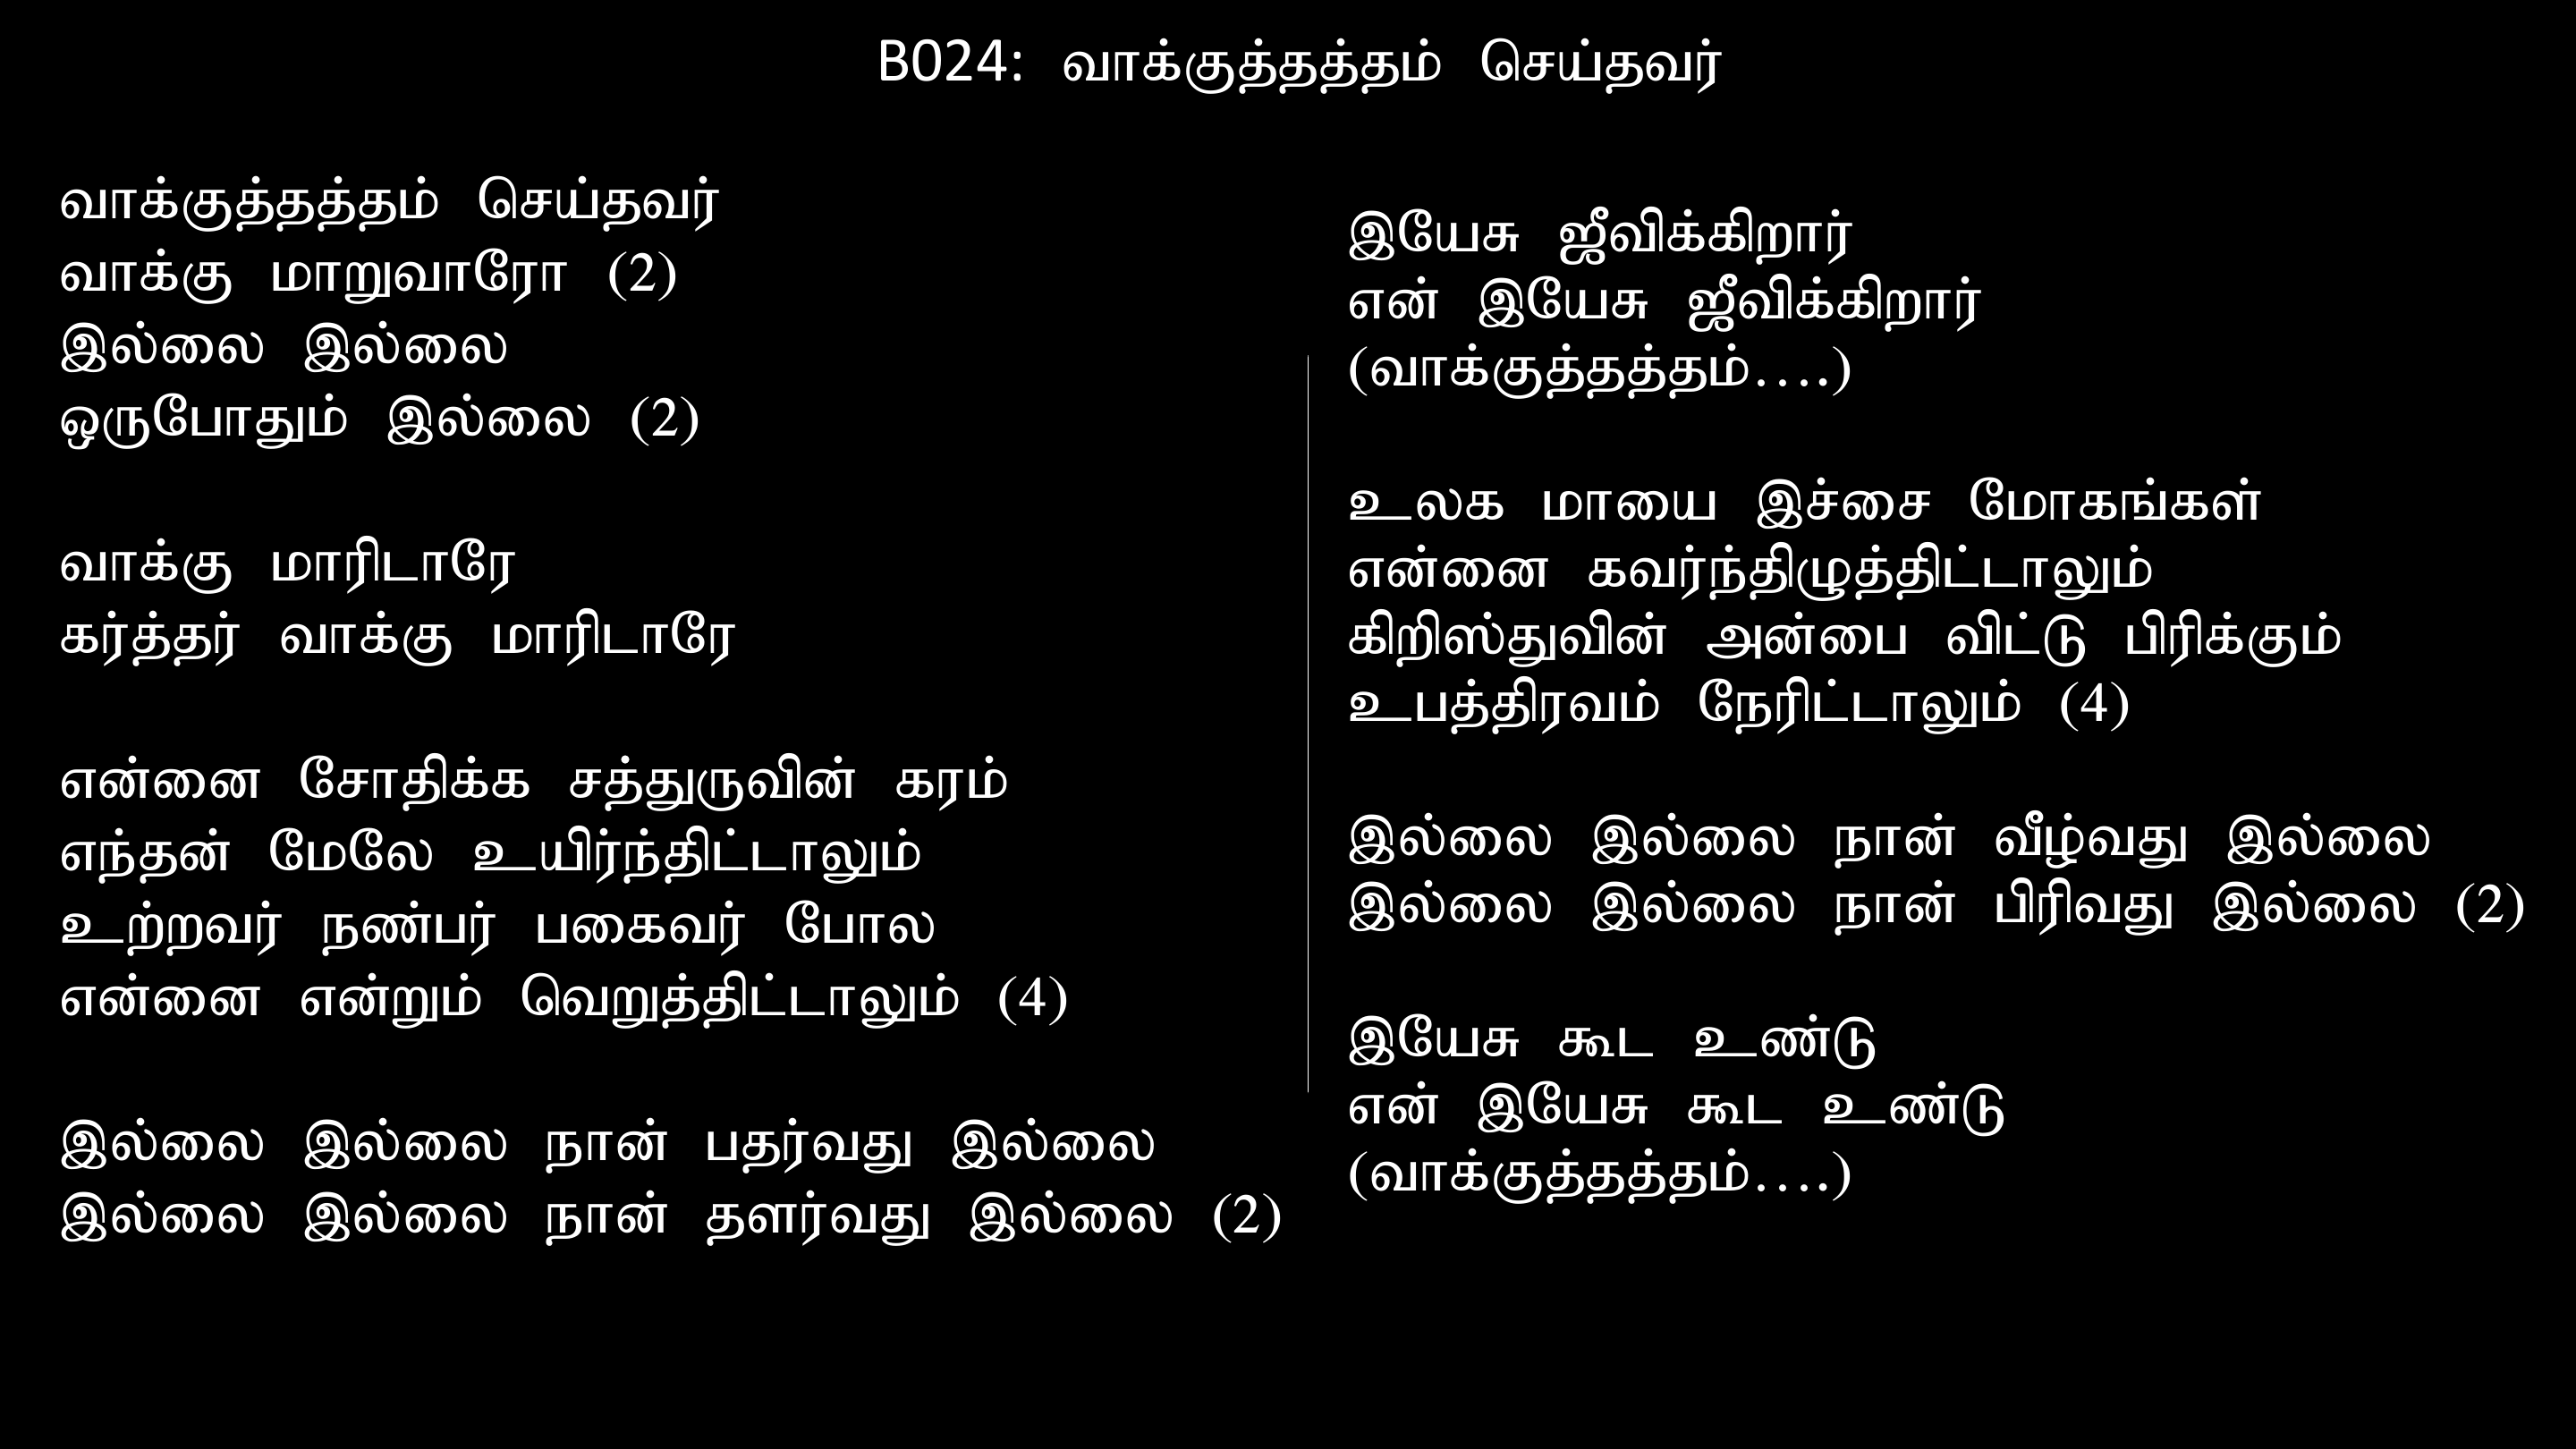 B024: வாக்குத்தத்தம் செய்தவர்
வாக்குத்தத்தம் செய்தவர்
வாக்கு மாறுவாரோ (2)
இல்லை இல்லை
ஒருபோதும் இல்லை (2)
வாக்கு மாரிடாரே
கர்த்தர் வாக்கு மாரிடாரே
என்னை சோதிக்க சத்துருவின் கரம்
எந்தன் மேலே உயிர்ந்திட்டாலும்
உற்றவர் நண்பர் பகைவர் போல
என்னை என்றும் வெறுத்திட்டாலும் (4)
இல்லை இல்லை நான் பதர்வது இல்லை
இல்லை இல்லை நான் தளர்வது இல்லை (2)
இயேசு ஜீவிக்கிறார்
என் இயேசு ஜீவிக்கிறார்
(வாக்குத்தத்தம்....)
உலக மாயை இச்சை மோகங்கள்
என்னை கவர்ந்திழுத்திட்டாலும்
கிறிஸ்துவின் அன்பை விட்டு பிரிக்கும்
உபத்திரவம் நேரிட்டாலும் (4)
இல்லை இல்லை நான் வீழ்வது இல்லை
இல்லை இல்லை நான் பிரிவது இல்லை (2)
இயேசு கூட உண்டு
என் இயேசு கூட உண்டு
(வாக்குத்தத்தம்....)